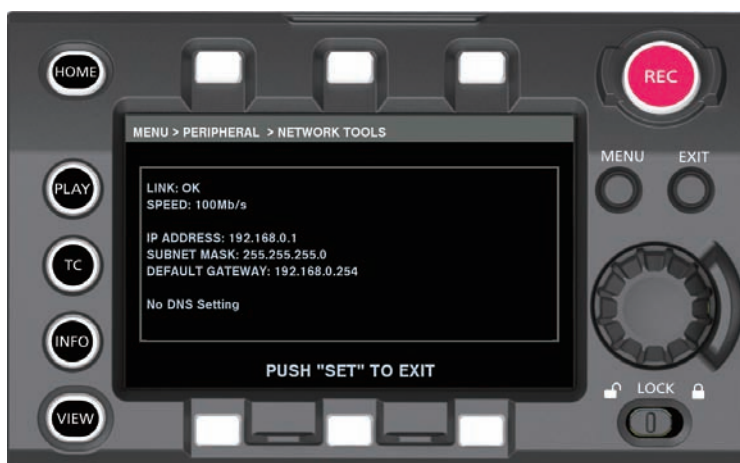 HOME
REC
MENU > PERIPHERAL > NETWORK TOOLS
MENU EXIT
PLAY
LINK: OK
SPEED: 100Mb/s
IP ADDRESS: 192.168.0.1
SUBNET MASK: 255.255.255.0
DEFAULT GATEWAY: 192.168.0.254
TC
No DNS Setting
INFO
PUSH "SET" TO EXIT
LOCK
VIEW